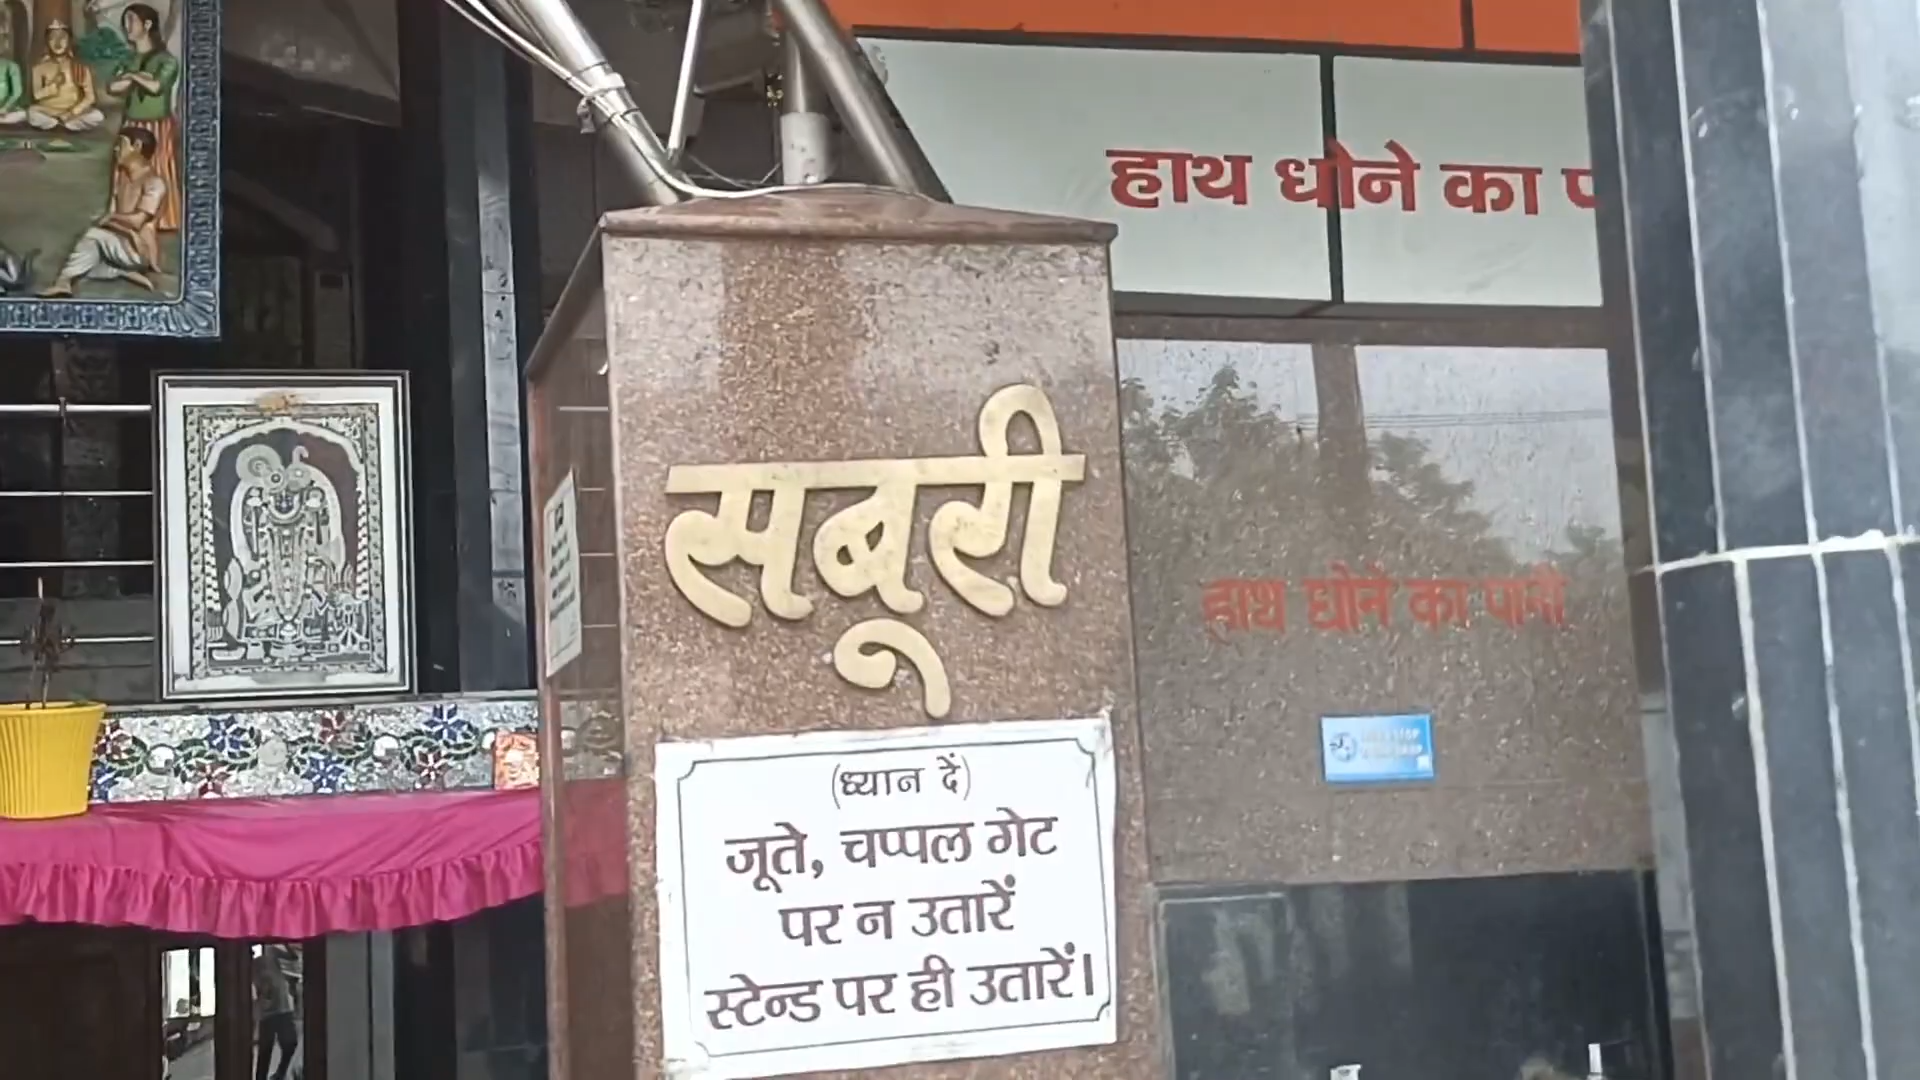 हाथ धोने का
सबूरी
हाथ धोने का पानी
(ध्यान दें)
जूते, चप्पल गेट
पर न उतारें
स्टेन्ड पर ही उतारें।